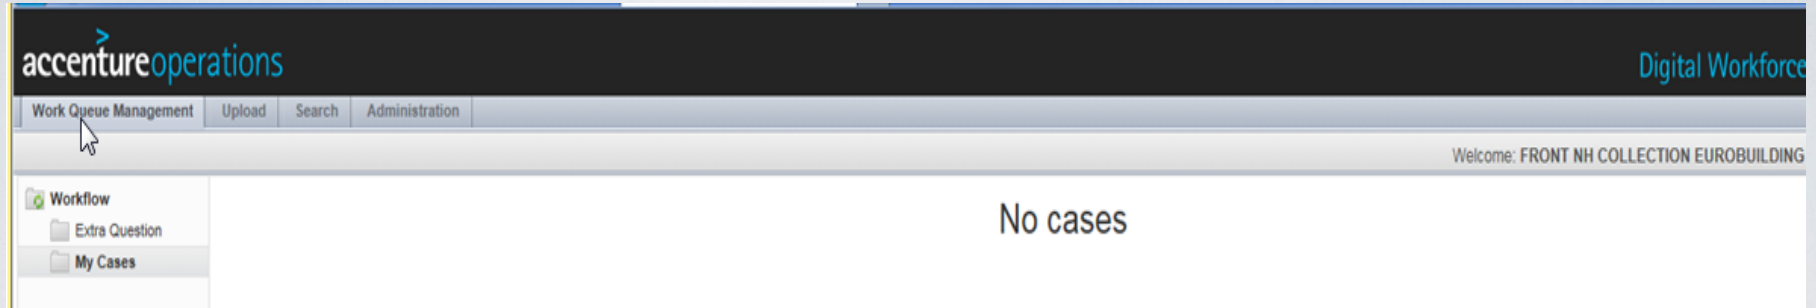 accentureoperations
Digital Workforce
Work Queue Management Upload Search Administration
Welcome: FRONT NH COLLECTION EUROBUILDING
Workflow
Extra Question
My Cases
No cases